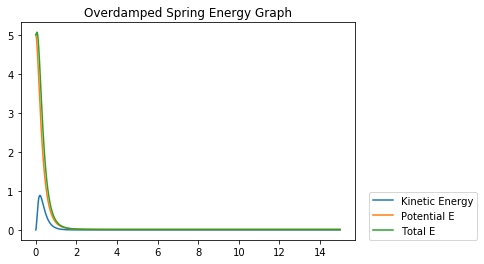 Overdamped Spring Energy Graph
5
4
3
2
1
0
0 2 4 6 8 10 12 14
Kinetic Energy
Potential E
Total E